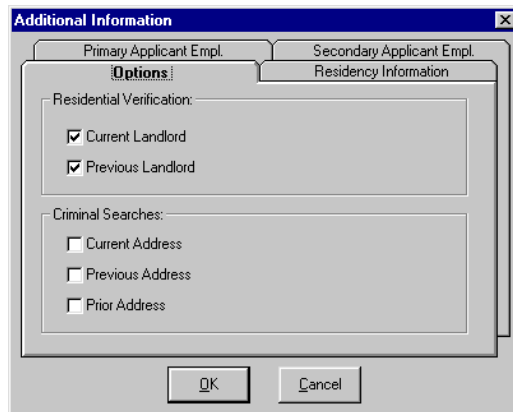 Additional Information
Primary Applicant Empl. Secondary Applicant Empl.
Options Residency Information
Residential Verification:
Current Landlord
Previous Landlord
Criminal Searches:
Current Address
Previous Address
Prior Address
OK Cancel